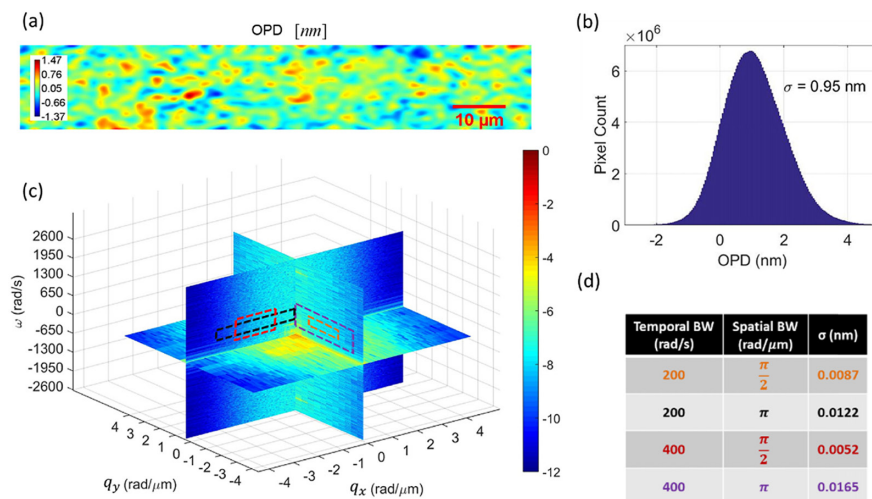 (a)
OPD [nm]
1.47
0.76
0.05
-0.66
-1.37
10 µm
(b)
×10⁶
6
4
2
0
Pixel Count
σ = 0.95 nm
-2 0 2 4
OPD (nm)
(c)
ω (rad/s)
2600
1950
1300
650
0
-650
-1300
-1950
-2600
4 3 2 1 0 -1 -2 -3 -4
q_y (rad/µm)
-4 -3 -2 -1 0 1 2 3 4
q_x (rad/µm)
0
-2
-4
-6
-8
-10
-12
(d)
Temporal BW (rad/s) Spatial BW (rad/µm) σ (nm)
200 π/2 0.0087
200 π 0.0122
400 π/2 0.0052
400 π 0.0165